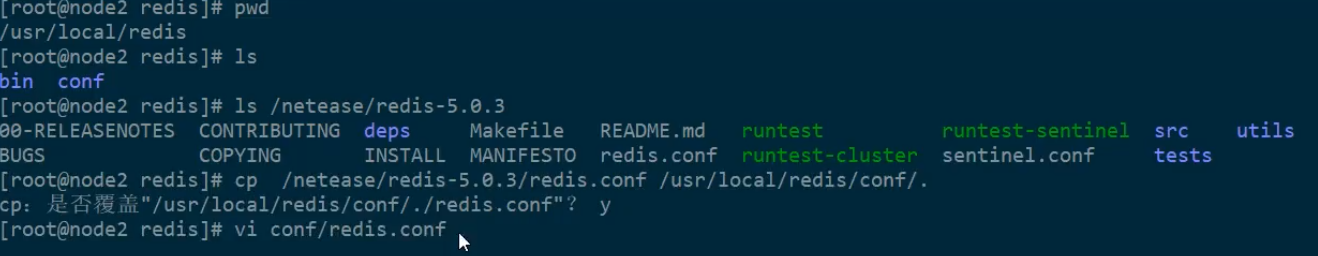 [root@node2 redis]# pwd
/usr/local/redis
[root@node2 redis]# ls
bin  conf
[root@node2 redis]# ls /netease/redis-5.0.3
00-RELEASENOTES  CONTRIBUTING  deps     Makefile   README.md   runtest          runtest-sentinel  src    utils
BUGS             COPYING       INSTALL  MANIFESTO  redis.conf  runtest-cluster  sentinel.conf     tests
[root@node2 redis]# cp  /netease/redis-5.0.3/redis.conf /usr/local/redis/conf/.
cp：是否覆盖"/usr/local/redis/conf/./redis.conf"？ y
[root@node2 redis]# vi conf/redis.conf